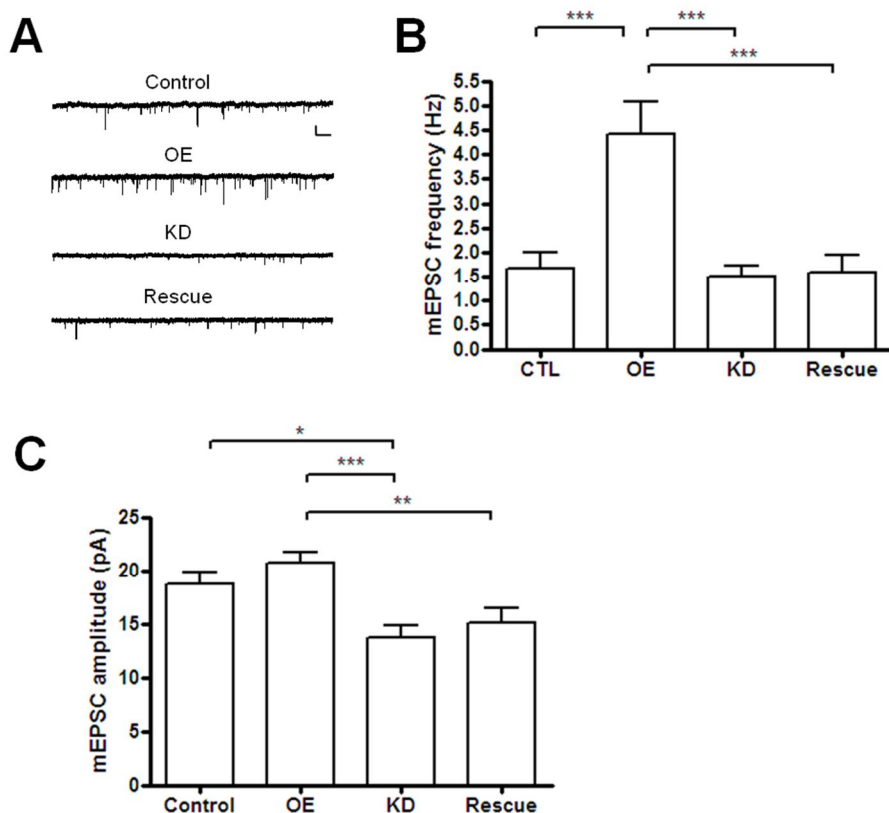 A
Control
OE
KD
Rescue
B
*** ***
***
mEPSC frequency (Hz)
5.5
5.0
4.5
4.0
3.5
3.0
2.5
2.0
1.5
1.0
0.5
0.0
CTL OE KD Rescue
C
*
***
**
mEPSC amplitude (pA)
25
20
15
10
5
0
Control OE KD Rescue